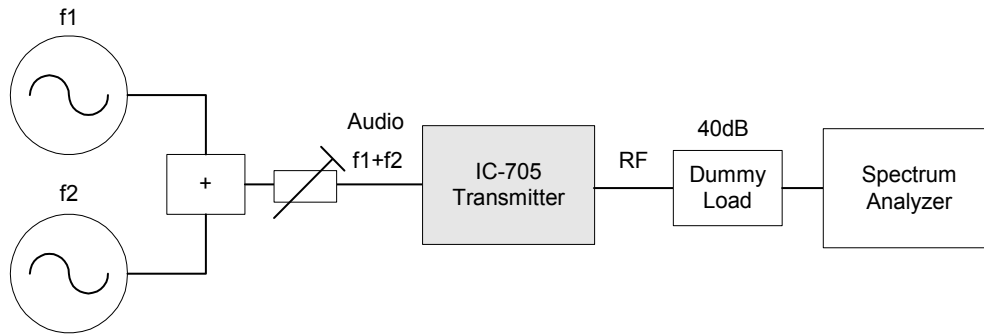 f1
f2
+
Audio
f1+f2
IC-705
Transmitter
RF
40dB
Dummy
Load
Spectrum
Analyzer